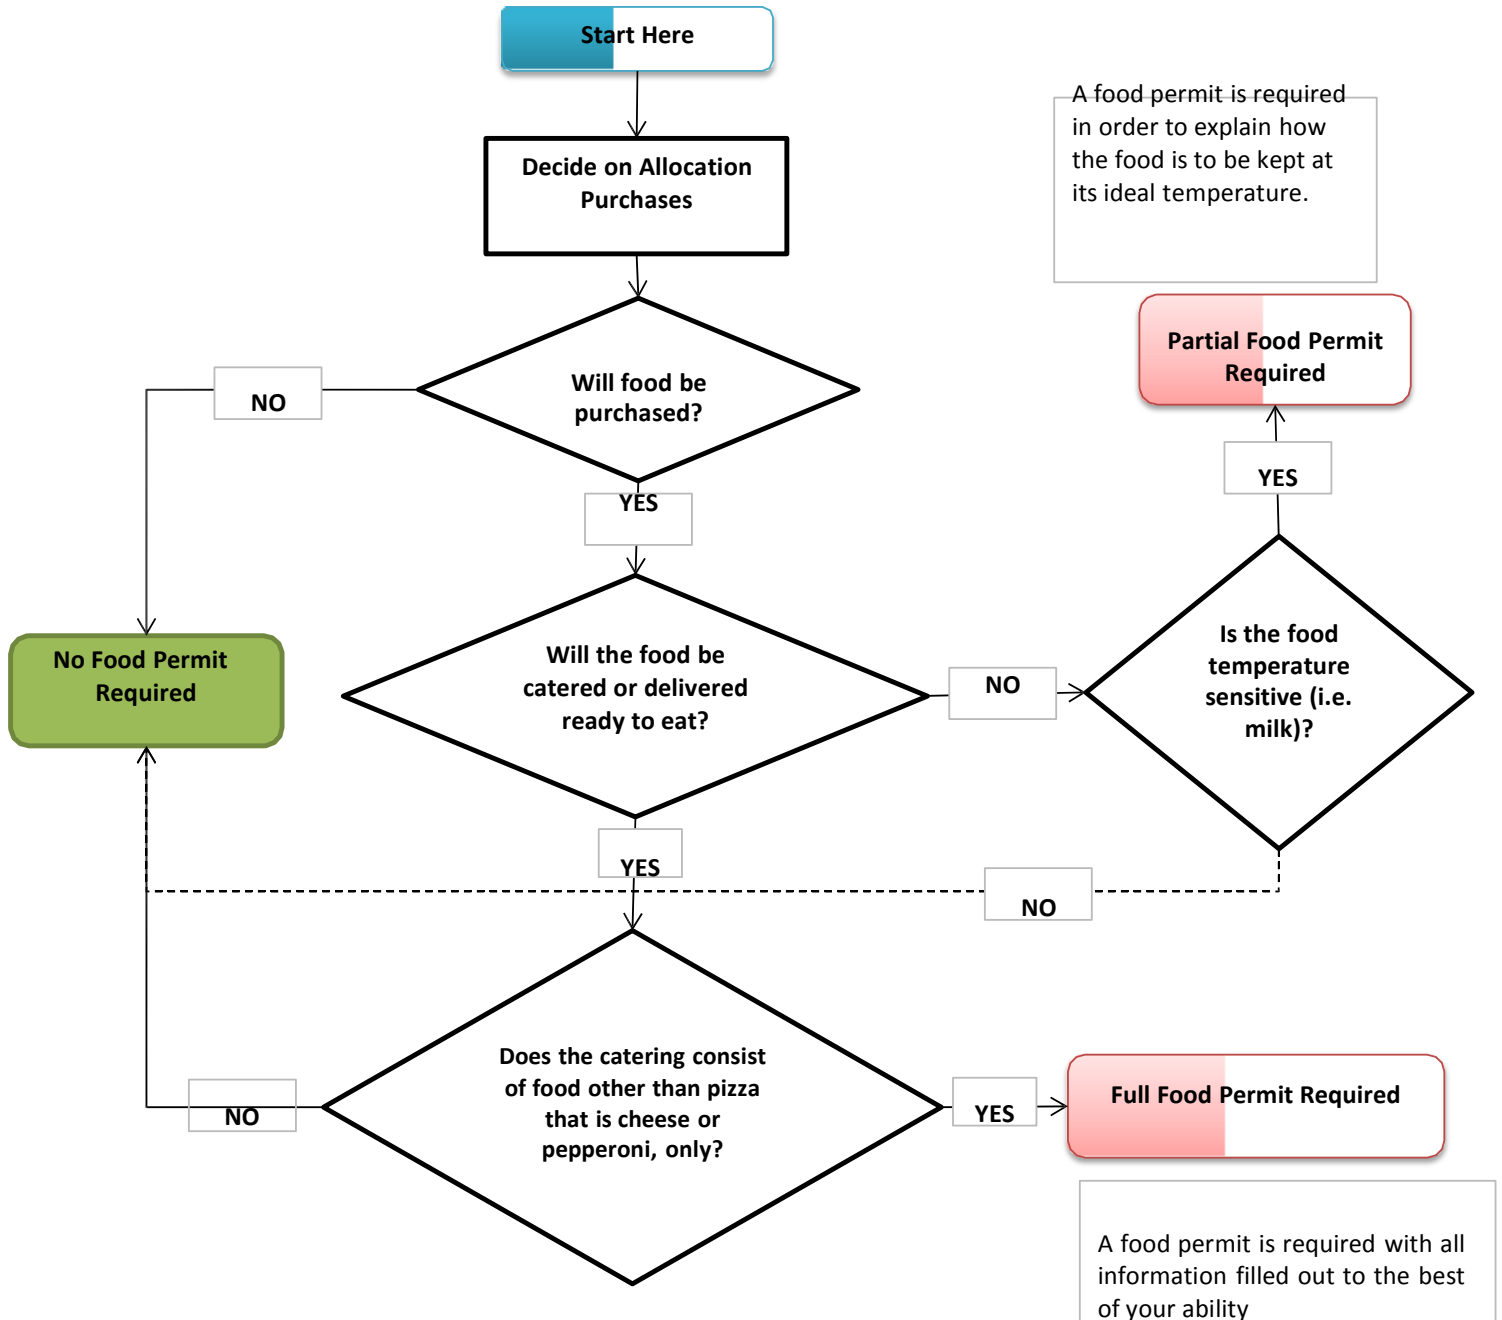 Start Here
A food permit is required
in order to explain how
the food is to be kept at
its ideal temperature.
Decide on Allocation
Purchases
Partial Food Permit
Required
Will food be
purchased?
NO
YES
YES
No Food Permit
Required
Will the food be
catered or delivered
ready to eat?
NO
Is the food
temperature
sensitive (i.e.
milk)?
YES
NO
Does the catering consist
of food other than pizza
that is cheese or
pepperoni, only?
NO
YES
Full Food Permit Required
A food permit is required with all
information filled out to the best
of your ability